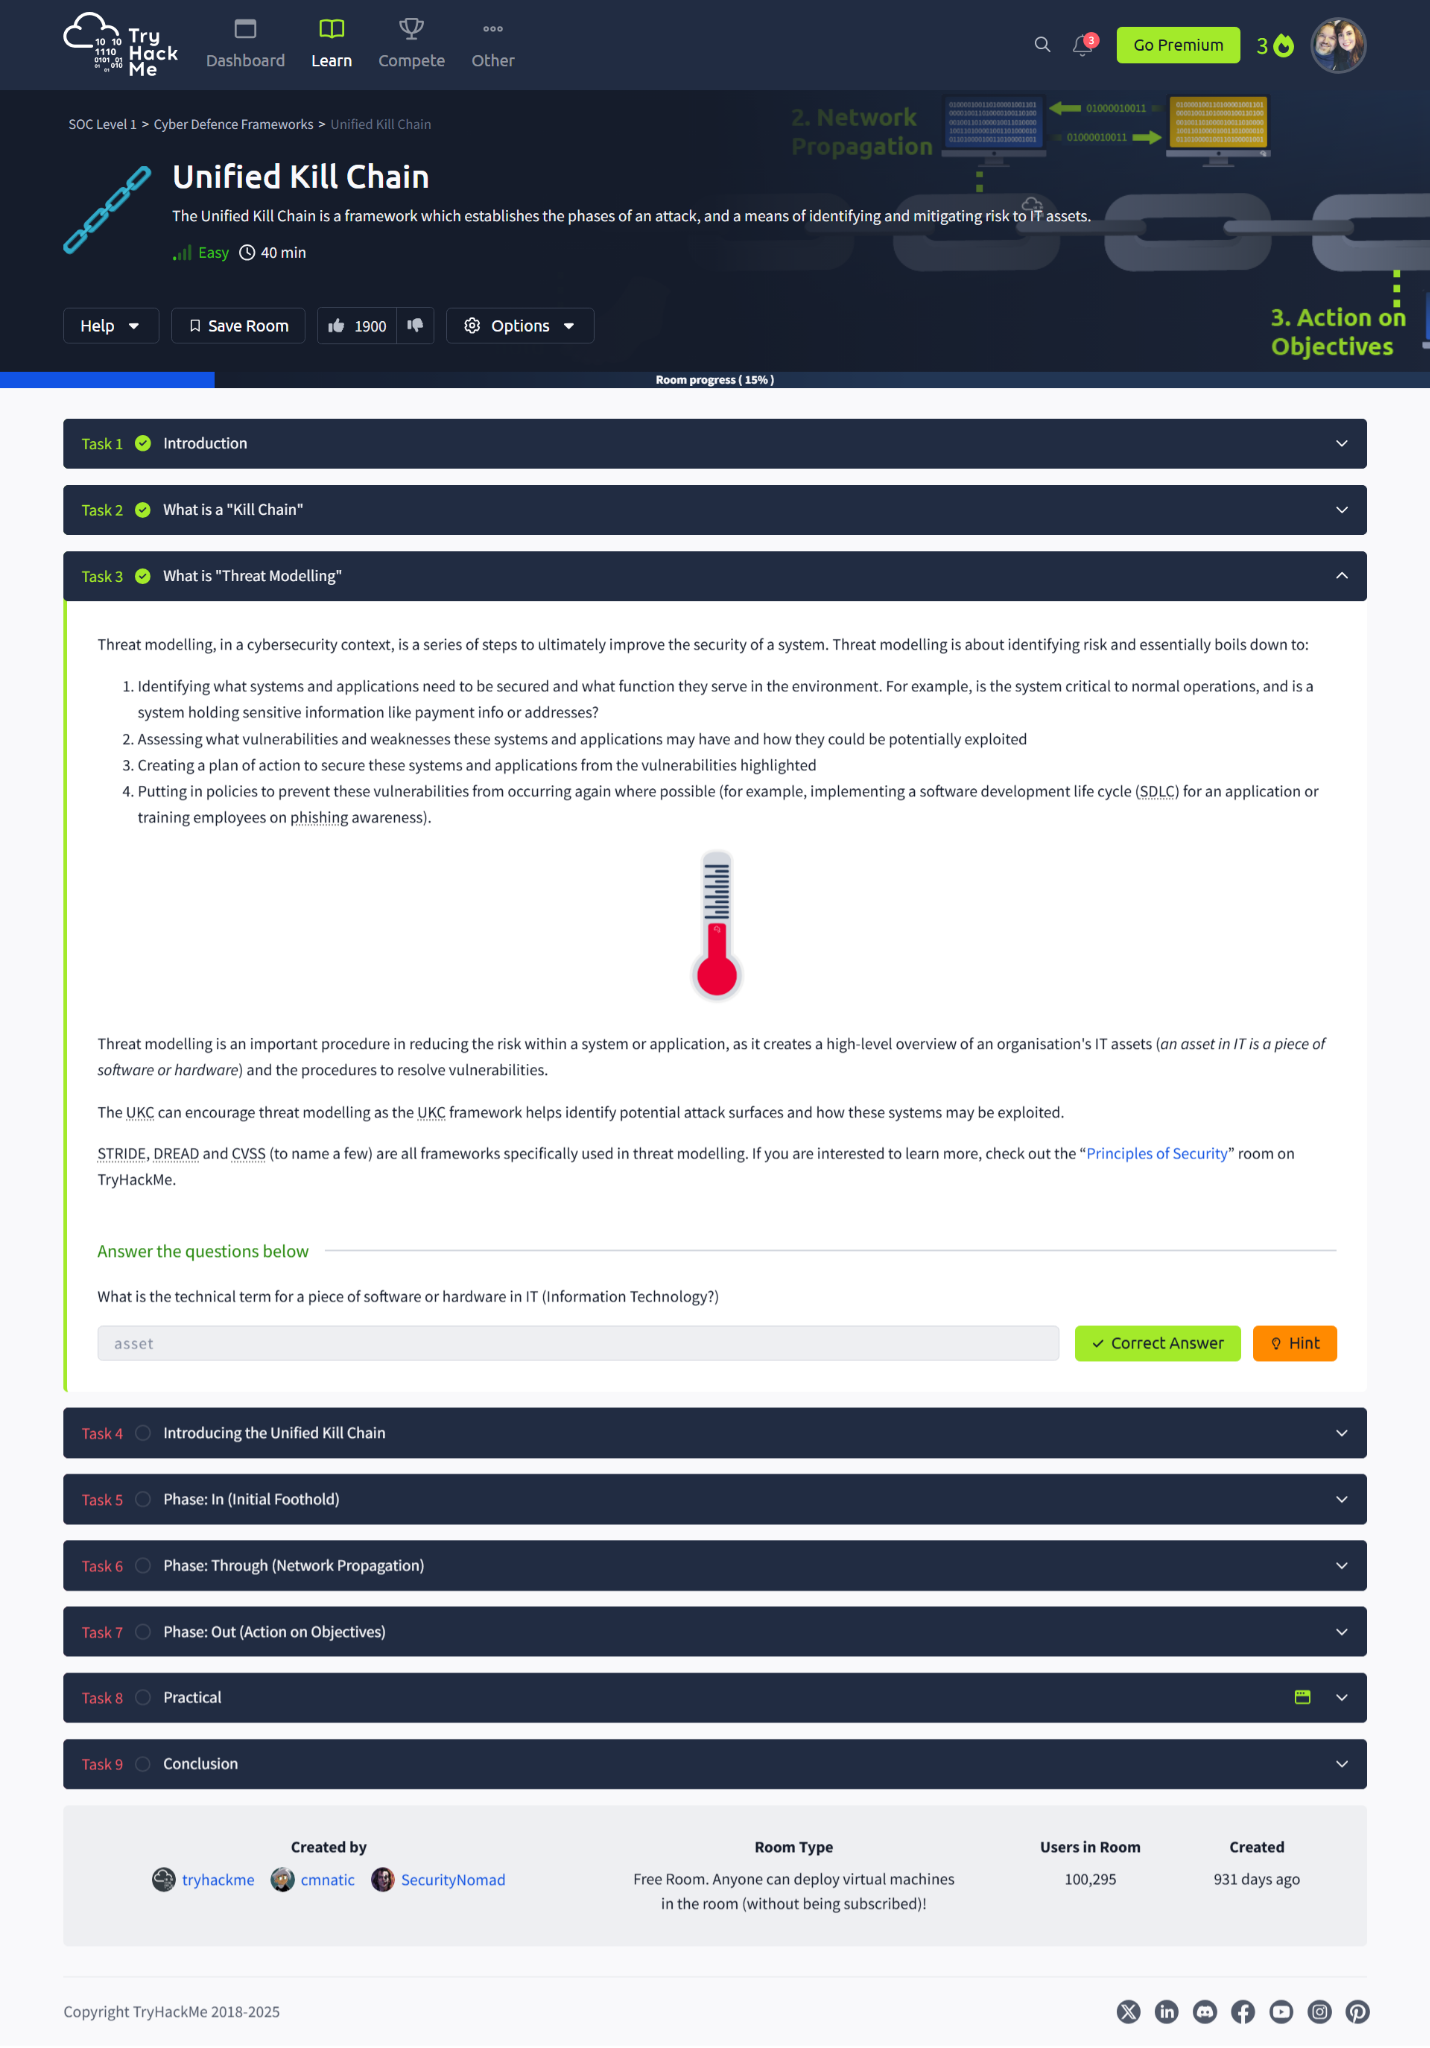 10 10
1110
0101 01
01 010
Try
Hack
Me
Dashboard
Learn
Compete
Other
3
Go Premium
3
SOC Level 1 > Cyber Defence Frameworks > Unified Kill Chain
2. Network
Propagation
01000010011
01000010011
Unified Kill Chain
The Unified Kill Chain is a framework which establishes the phases of an attack, and a means of identifying and mitigating risk to IT assets.
Easy
40 min
3. Action on
Objectives
Help
Save Room
1900
Options
Room progress ( 15% )
Task 1 Introduction
Task 2 What is a "Kill Chain"
Task 3 What is "Threat Modelling"
Threat modelling, in a cybersecurity context, is a series of steps to ultimately improve the security of a system. Threat modelling is about identifying risk and essentially boils down to:
1. Identifying what systems and applications need to be secured and what function they serve in the environment. For example, is the system critical to normal operations, and is a
system holding sensitive information like payment info or addresses?
2. Assessing what vulnerabilities and weaknesses these systems and applications may have and how they could be potentially exploited
3. Creating a plan of action to secure these systems and applications from the vulnerabilities highlighted
4. Putting in policies to prevent these vulnerabilities from occurring again where possible (for example, implementing a software development life cycle (SDLC) for an application or
training employees on phishing awareness).
Threat modelling is an important procedure in reducing the risk within a system or application, as it creates a high-level overview of an organisation's IT assets (an asset in IT is a piece of
software or hardware) and the procedures to resolve vulnerabilities.
The UKC can encourage threat modelling as the UKC framework helps identify potential attack surfaces and how these systems may be exploited.
STRIDE, DREAD and CVSS (to name a few) are all frameworks specifically used in threat modelling. If you are interested to learn more, check out the “Principles of Security” room on
TryHackMe.
Answer the questions below
What is the technical term for a piece of software or hardware in IT (Information Technology?)
asset
Correct Answer
Hint
Task 4 Introducing the Unified Kill Chain
Task 5 Phase: In (Initial Foothold)
Task 6 Phase: Through (Network Propagation)
Task 7 Phase: Out (Action on Objectives)
Task 8 Practical
Task 9 Conclusion
Created by
tryhackme cmnatic SecurityNomad
Room Type
Free Room. Anyone can deploy virtual machines
in the room (without being subscribed)!
Users in Room
100,295
Created
931 days ago
Copyright TryHackMe 2018-2025